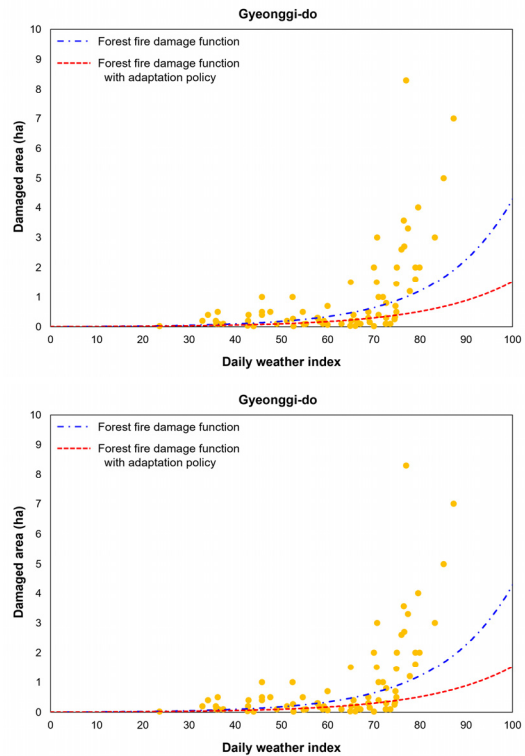 Gyeonggi-do
10
9
8
7
6
5
4
3
2
1
0
Damaged area (ha)
Forest fire damage function
Forest fire damage function
with adaptation policy
0 10 20 30 40 50 60 70 80 90 100
Daily weather index
Gyeonggi-do
10
9
8
7
6
5
4
3
2
1
0
Damaged area (ha)
Forest fire damage function
Forest fire damage function
with adaptation policy
0 10 20 30 40 50 60 70 80 90 100
Daily weather index